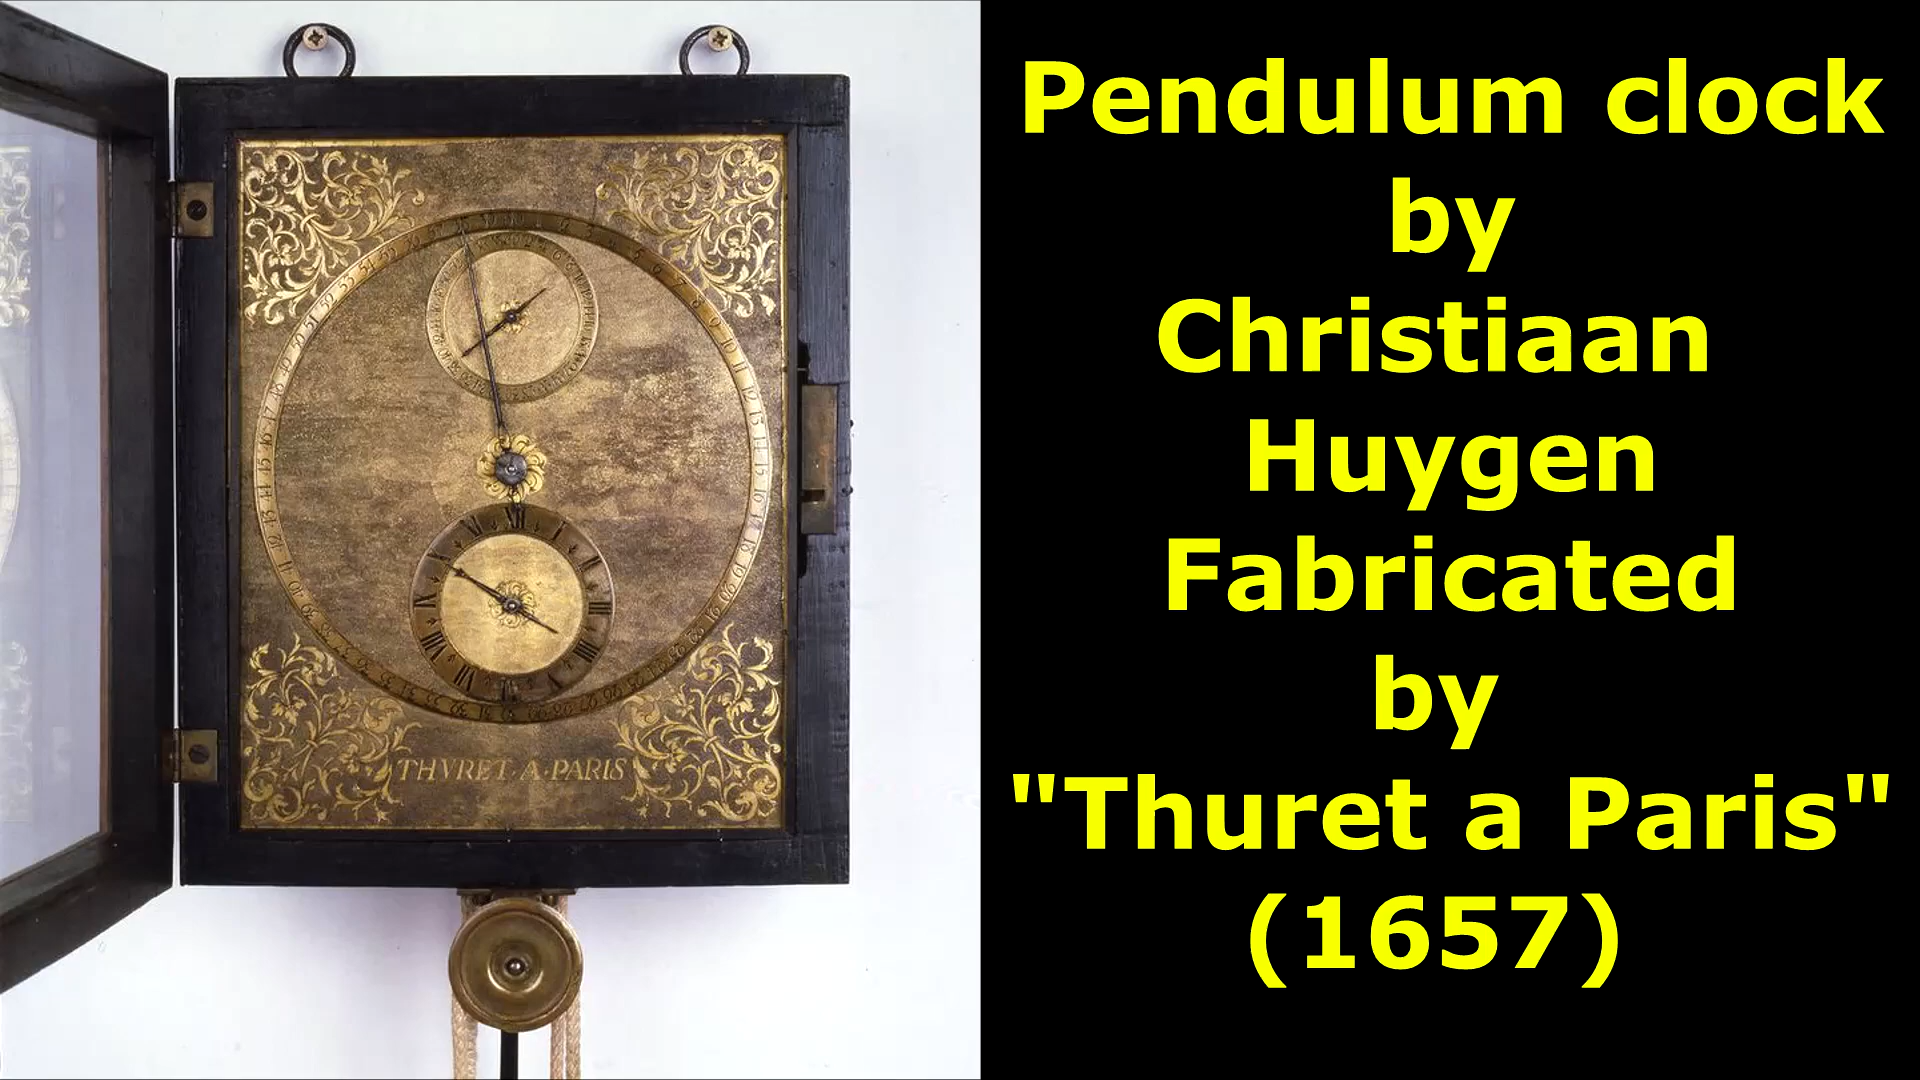 THVRET · A · PARIS
Pendulum clock
by
Christiaan
Huygen
Fabricated
by
"Thuret a Paris"
(1657)